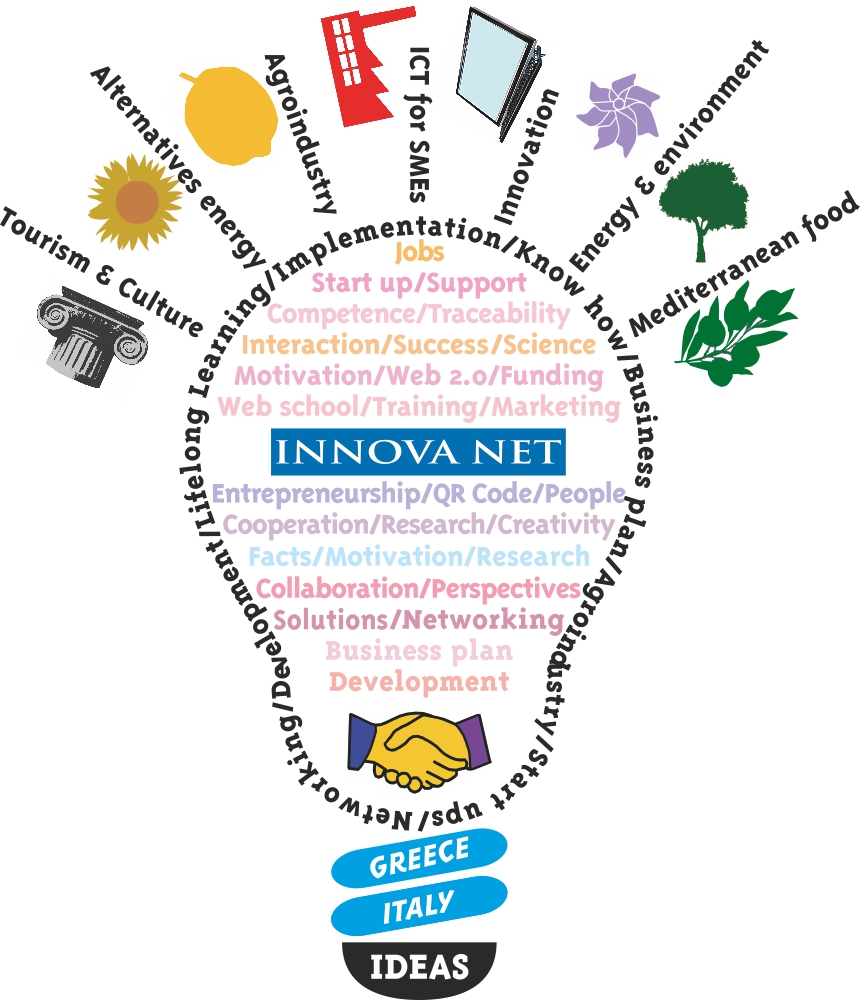 Tourism & Culture
Alternatives energy
Agroindustry
ICT for SMEs
Innovation
Energy & environment
Mediterranean food
Networking/Development/Lifelong Learning/Implementation/Know how/Business plan/Agroindustry/Start ups/
Jobs
Start up/Support
Competence/Traceability
Interaction/Success/Science
Motivation/Web 2.0/Funding
Web school/Training/Marketing
INNOVA NET
Entrepreneurship/QR Code/People
Cooperation/Research/Creativity
Facts/Motivation/Research
Collaboration/Perspectives
Solutions/Networking
Business plan
Development
GREECE
ITALY
IDEAS